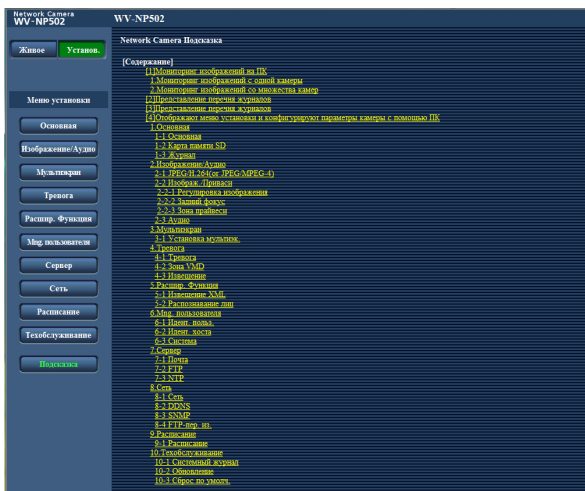 Network Camera
WV-NP502
WV-NP502
Живое
Установ.
Меню установки
Основная
Изображение/Аудио
Мультиэкран
Тревога
Расшир. Функция
Mng. пользователя
Сервер
Сеть
Расписание
Техобслуживание
Подсказка
Network Camera Подсказка
[Содержание]
[1]Мониторинг изображений на ПК
1.Мониторинг изображений с одной камеры
2.Мониторинг изображений со множества камер
[2]Представление перечня журналов
[3]Представление перечня журналов
[4]Отображают меню установки и конфигурируют параметры камеры с помощью ПК
1.Основная
1-1 Основная
1-2 Карта памяти SD
1-3 Журнал
2.Изображение/Аудио
2-1 JPEG/H.264(or JPEG/MPEG-4)
2-2 Изображ./Приваси
2-2-1 Регулировка изображения
2-2-2 Задний фокус
2-2-3 Зона прайвеси
2-3 Аудио
3.Мультиэкран
3-1 Установка мультиэк.
4.Тревога
4-1 Тревога
4-2 Зона VMD
4-3 Извещение
5.Расшир. Функция
5-1 Извещение XML
5-2 Распознавание лиц
6.Mng. пользователя
6-1 Идент. польз.
6-2 Идент. хоста
6-3 Система
7.Сервер
7-1 Почта
7-2 FTP
7-3 NTP
8.Сеть
8-1 Сеть
8-2 DDNS
8-3 SNMP
8-4 FTP-пер. из.
9.Расписание
9-1 Расписание
10.Техобслуживание
10-1 Системный журнал
10-2 Обновление
10-3 Сброс по умолч.